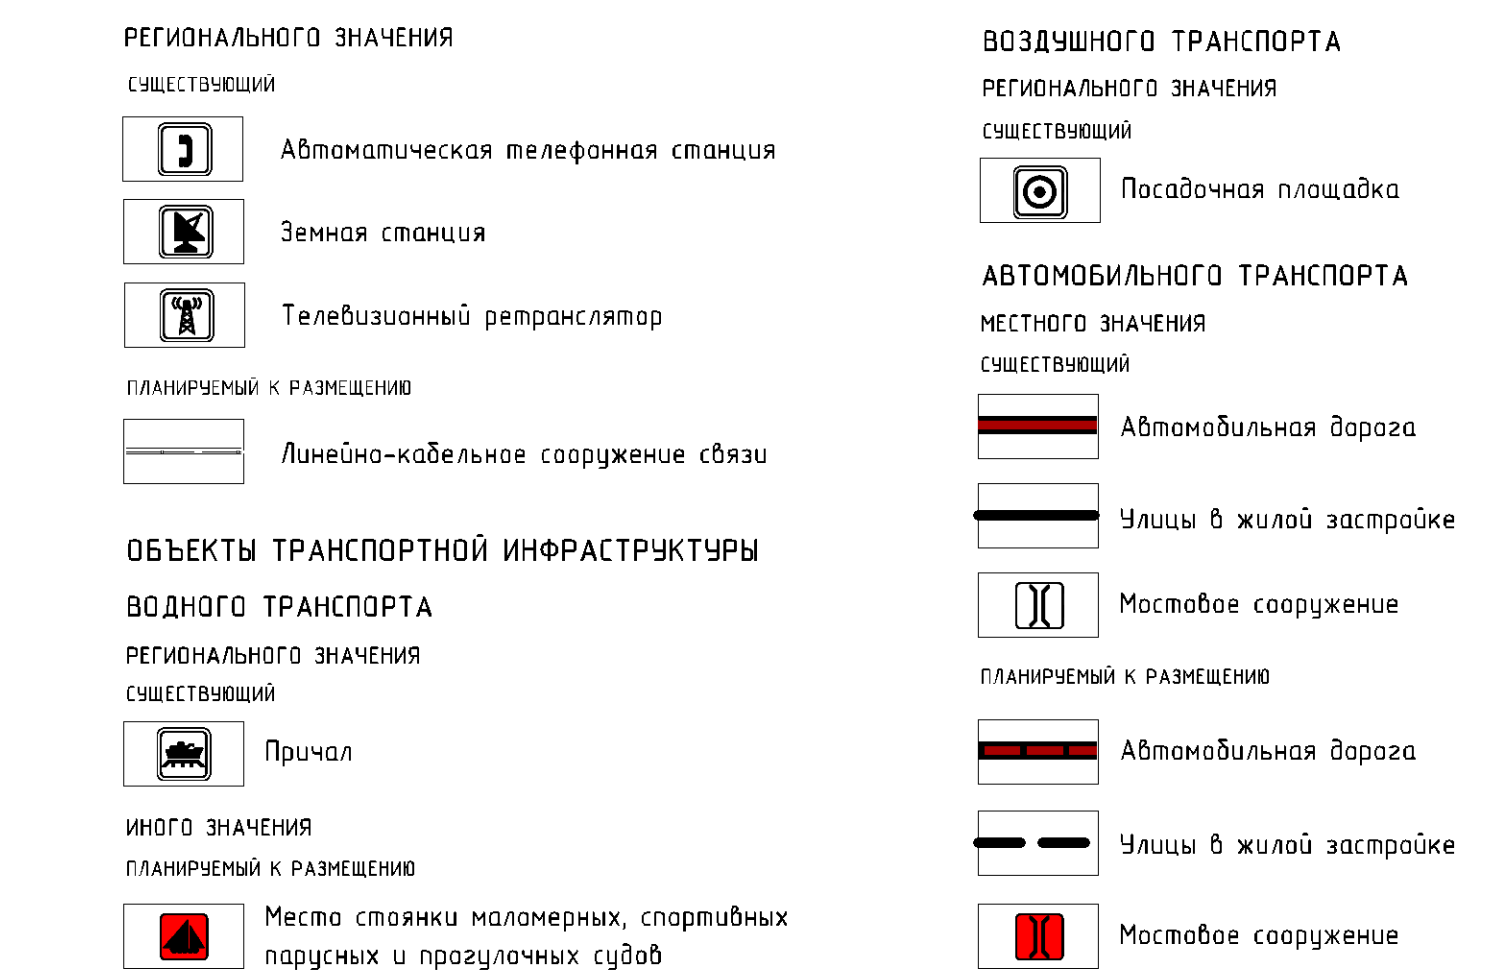 РЕГИОНАЛЬНОГО ЗНАЧЕНИЯ
СУЩЕСТВУЮЩИЙ
Автоматическая телефонная станция
Земная станция
Телевизионный ретранслятор
ПЛАНИРУЕМЫЙ К РАЗМЕЩЕНИЮ
Линейно-кабельное сооружение связи
ОБЪЕКТЫ ТРАНСПОРТНОЙ ИНФРАСТРУКТУРЫ
ВОДНОГО ТРАНСПОРТА
РЕГИОНАЛЬНОГО ЗНАЧЕНИЯ
СУЩЕСТВУЮЩИЙ
Причал
ИНОГО ЗНАЧЕНИЯ
ПЛАНИРУЕМЫЙ К РАЗМЕЩЕНИЮ
Место стоянки маломерных, спортивных
парусных и прогулочных судов
ВОЗДУШНОГО ТРАНСПОРТА
РЕГИОНАЛЬНОГО ЗНАЧЕНИЯ
СУЩЕСТВУЮЩИЙ
Посадочная площадка
АВТОМОБИЛЬНОГО ТРАНСПОРТА
МЕСТНОГО ЗНАЧЕНИЯ
СУЩЕСТВУЮЩИЙ
Автомобильная дорога
Улицы в жилой застройке
Мостовое сооружение
ПЛАНИРУЕМЫЙ К РАЗМЕЩЕНИЮ
Автомобильная дорога
Улицы в жилой застройке
Мостовое сооружение